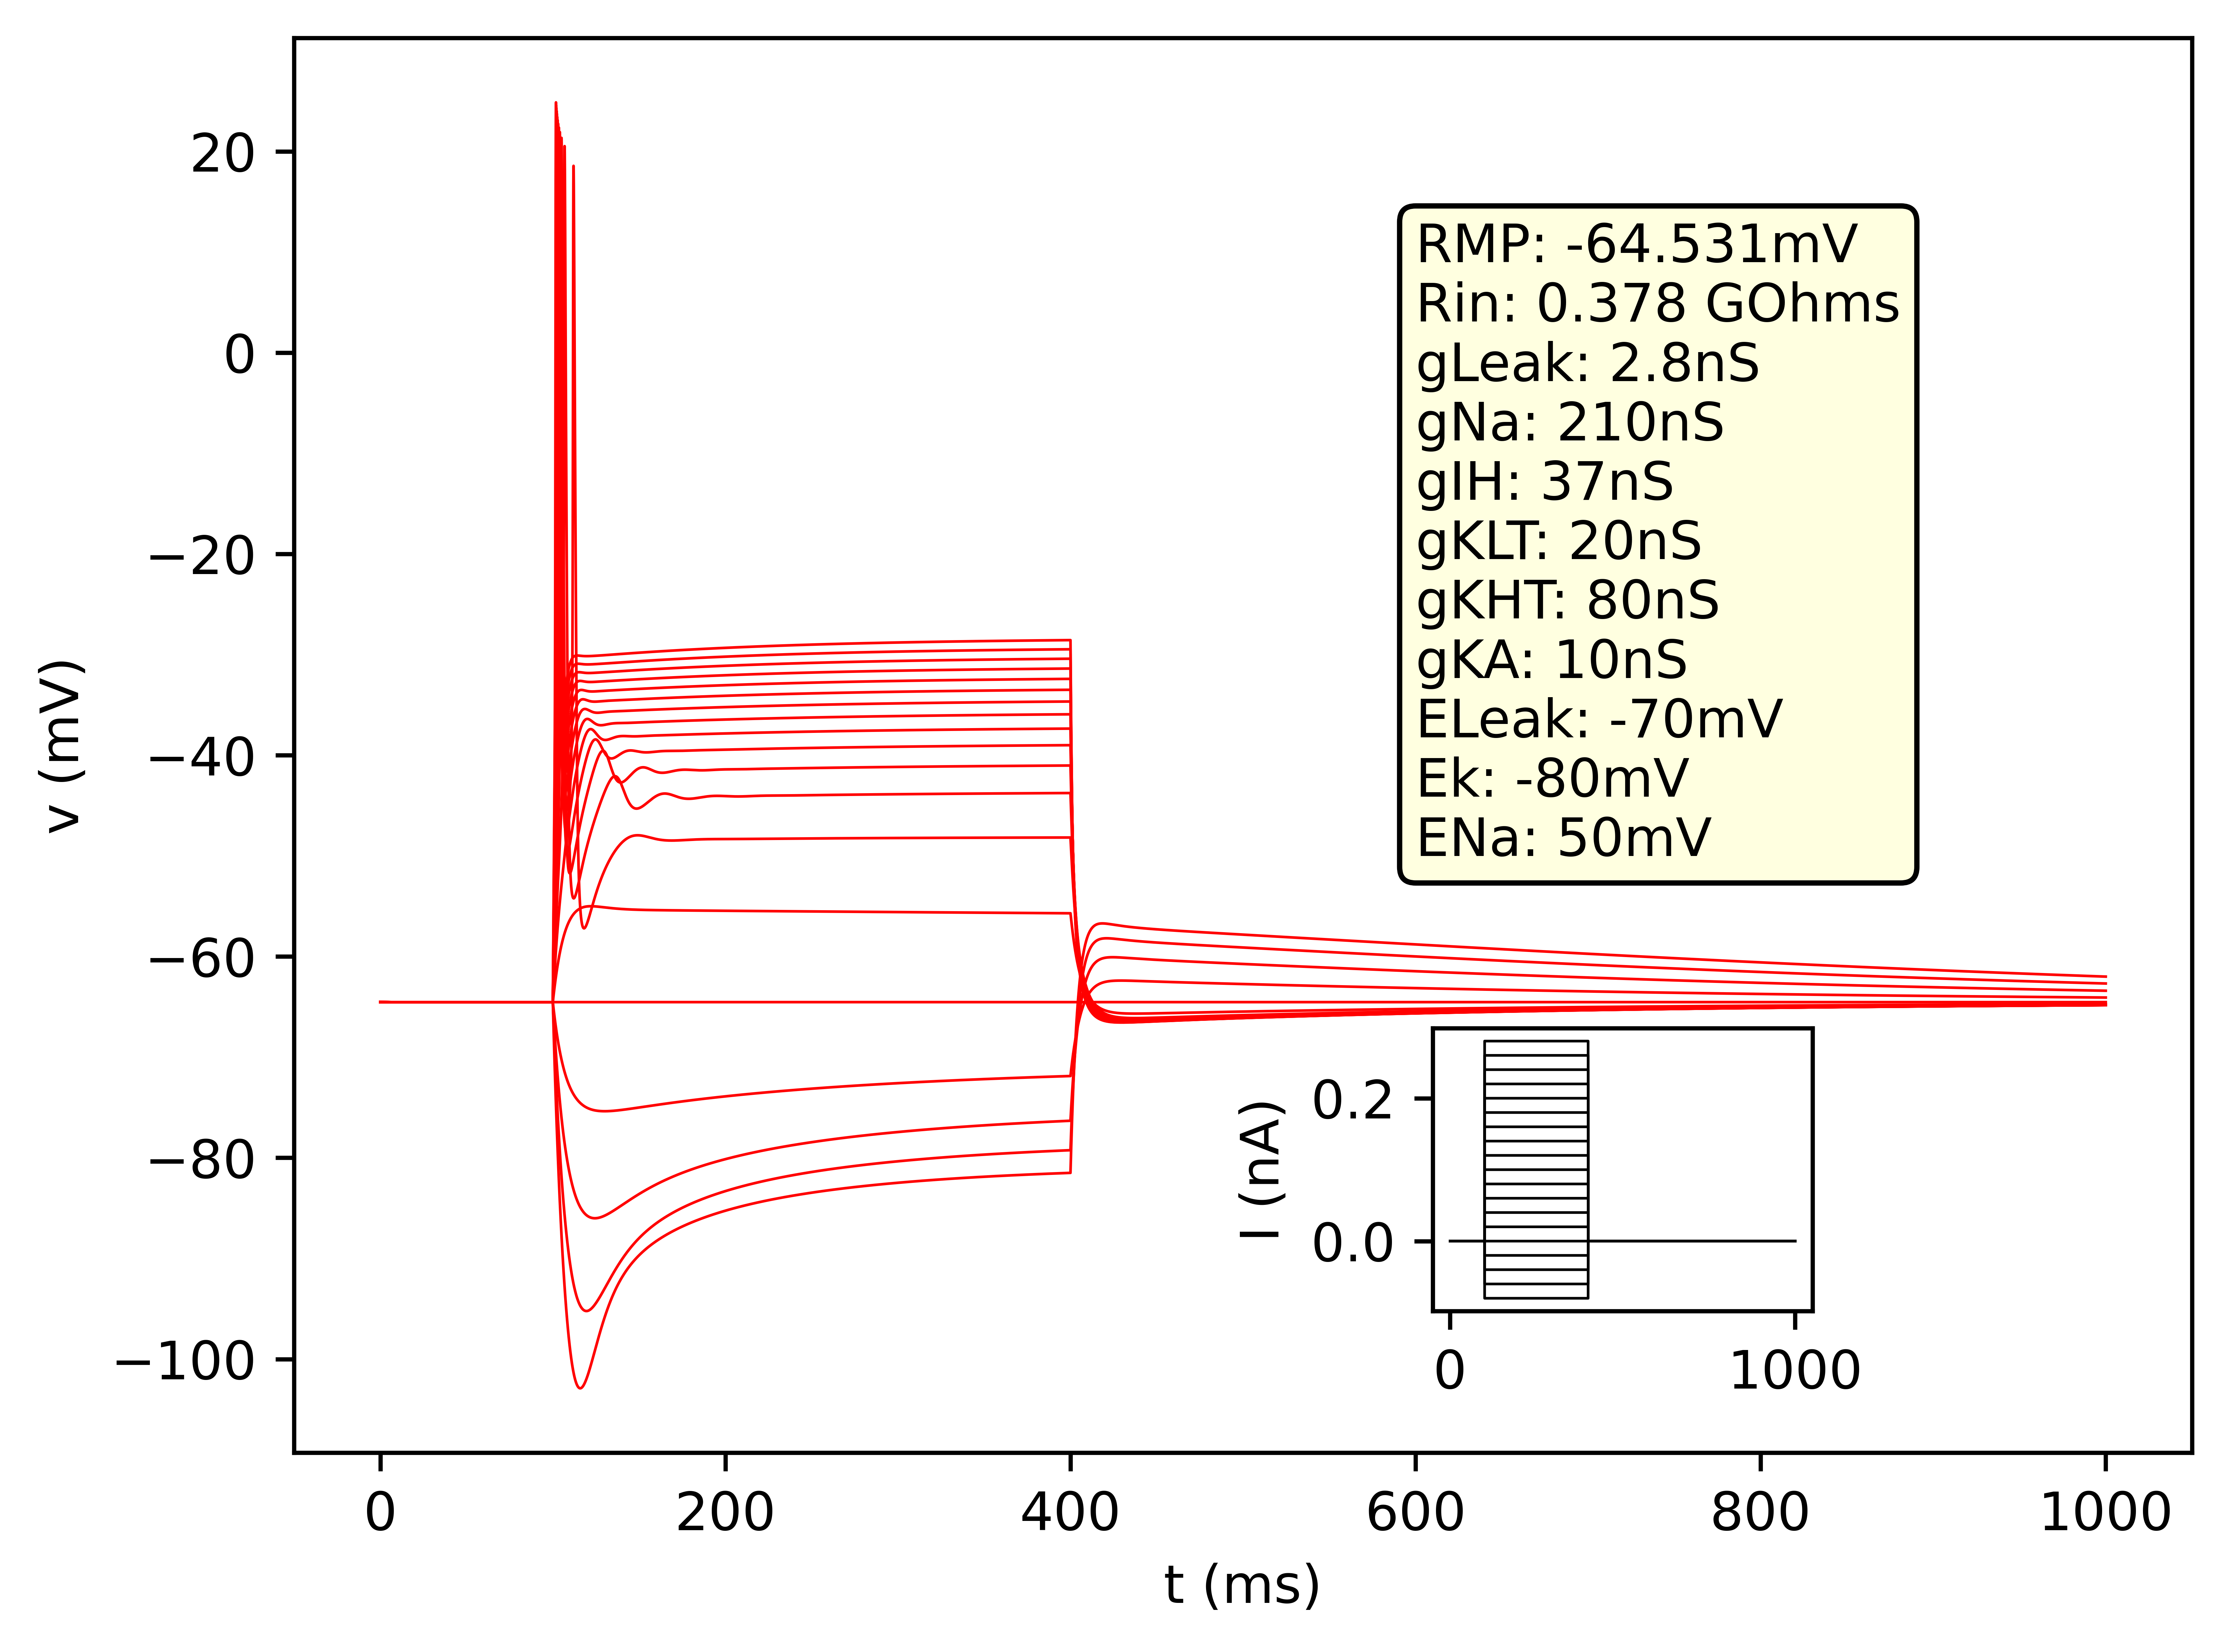 v (mV)
20
0
−20
−40
−60
−80
−100
RMP: -64.531mV
Rin: 0.378 GOhms
gLeak: 2.8nS
gNa: 210nS
gIH: 37nS
gKLT: 20nS
gKHT: 80nS
gKA: 10nS
ELeak: -70mV
Ek: -80mV
ENa: 50mV
I (nA)
0.2
0.0
0 1000
0 200 400 600 800 1000
t (ms)